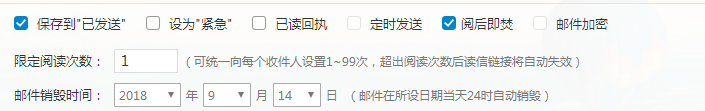 保存到"已发送" 设为"紧急" 已读回执 定时发送 阅后即焚 邮件加密
限定阅读次数： 1 （可统一向每个收件人设置1~99次，超出阅读次数后读信链接将自动失效）
邮件销毁时间： 2018 年 9 月 14 日 （邮件在所设日期当天24时自动销毁）